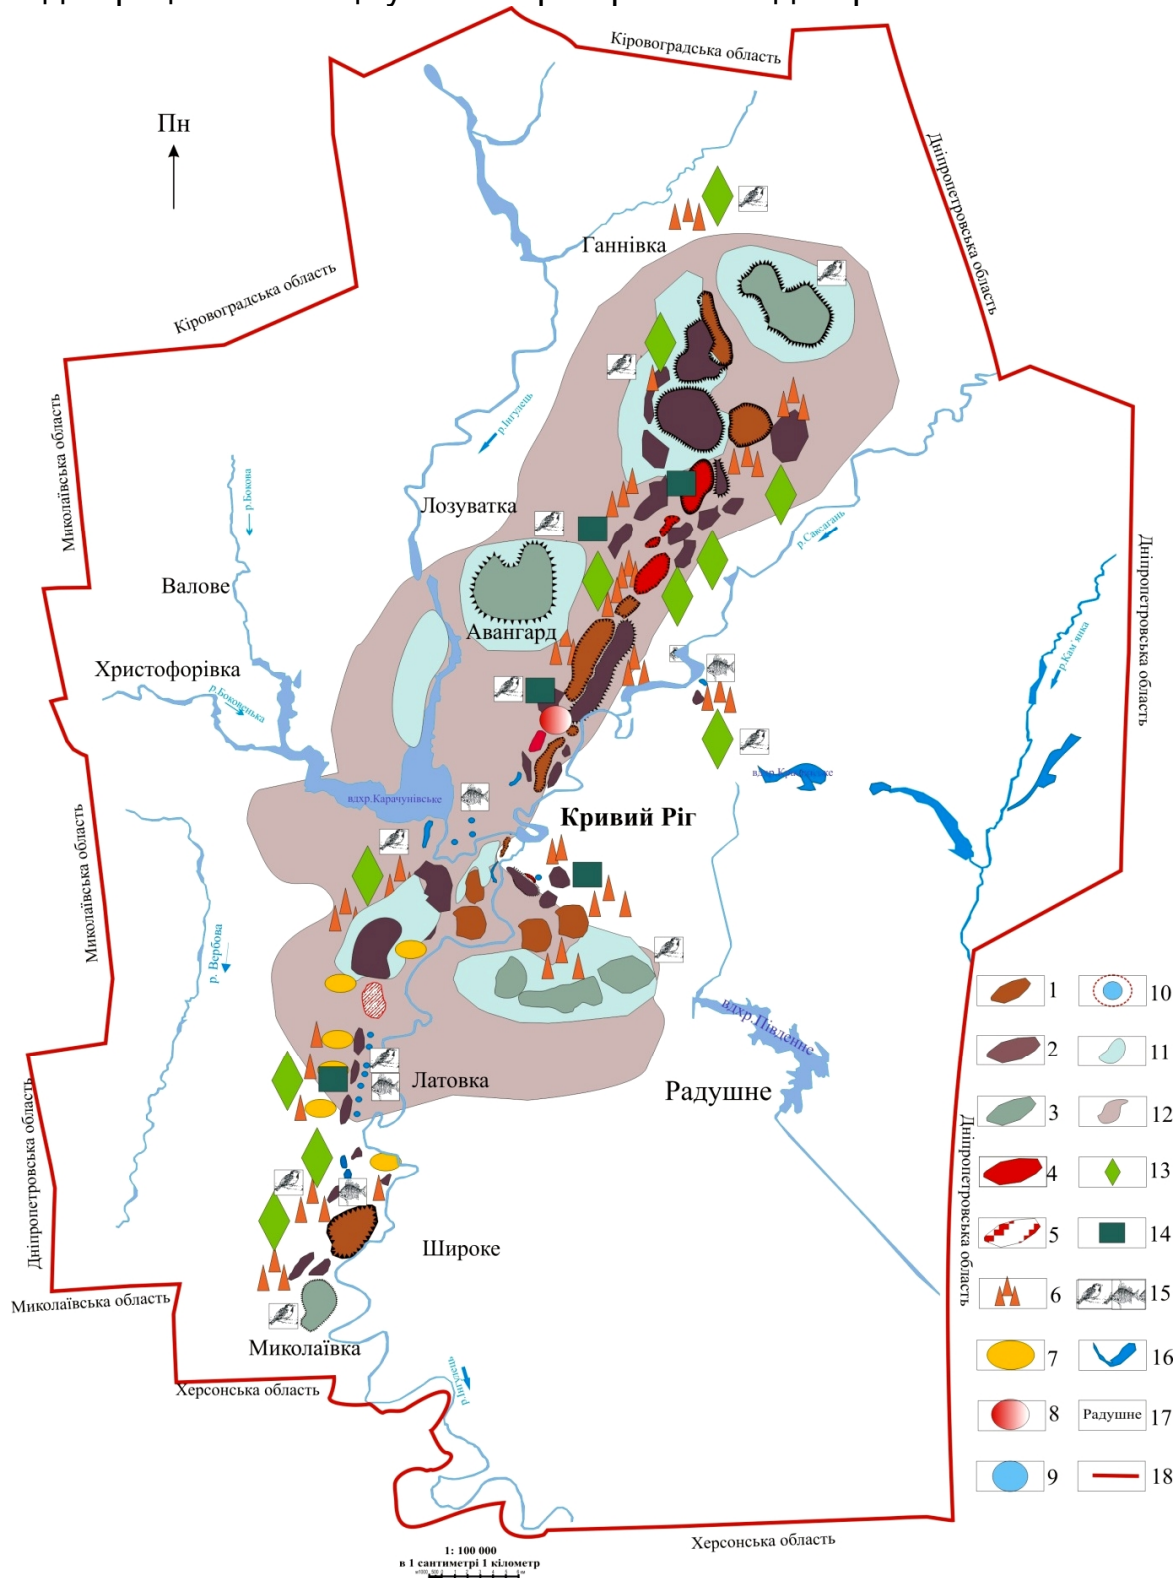 Кіровоградська область
Пн
Дніпропетровська область
Ганнівка
Кіровоградська область
Миколаївська область
р.Інгулець
р.Бокова
Лозуватка
р.Саксагань
Валове
Дніпропетровська область
Авангард
р.Кам'янка
Христофорівка
р.Боковенька
вдхр.Карачунівське
Кривий Ріг
Миколаївська область
р. Вербова
вдхр.Південне
1
10
2
11
3
12
4
13
5
14
6
15
7
16
8
Радушне
17
9
18
Латовка
Радушне
Дніпропетровська область
Дніпропетровська область
Широке
Миколаївська область
Миколаївка
Херсонська область
р.Інгулець
Херсонська область
1: 100 000
в 1 сантиметрі 1 кілометр